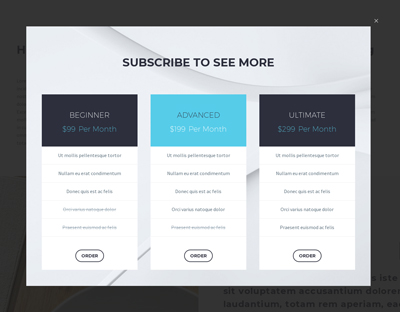 SUBSCRIBE TO SEE MORE
BEGINNER
$99 Per Month
Ut mollis pellentesque tortor
Nullam eu erat condimentum
Donec quis est ac felis
Orci varius natoque dolor
Praesent euismod ac felis
ORDER
ADVANCED
$199 Per Month
Ut mollis pellentesque tortor
Nullam eu erat condimentum
Donec quis est ac felis
Orci varius natoque dolor
Praesent euismod ac felis
ORDER
ULTIMATE
$299 Per Month
Ut mollis pellentesque tortor
Nullam eu erat condimentum
Donec quis est ac felis
Orci varius natoque dolor
Praesent euismod ac felis
ORDER
iste
sit voluptatem accusantium
laudantium, totam rem aperiam,